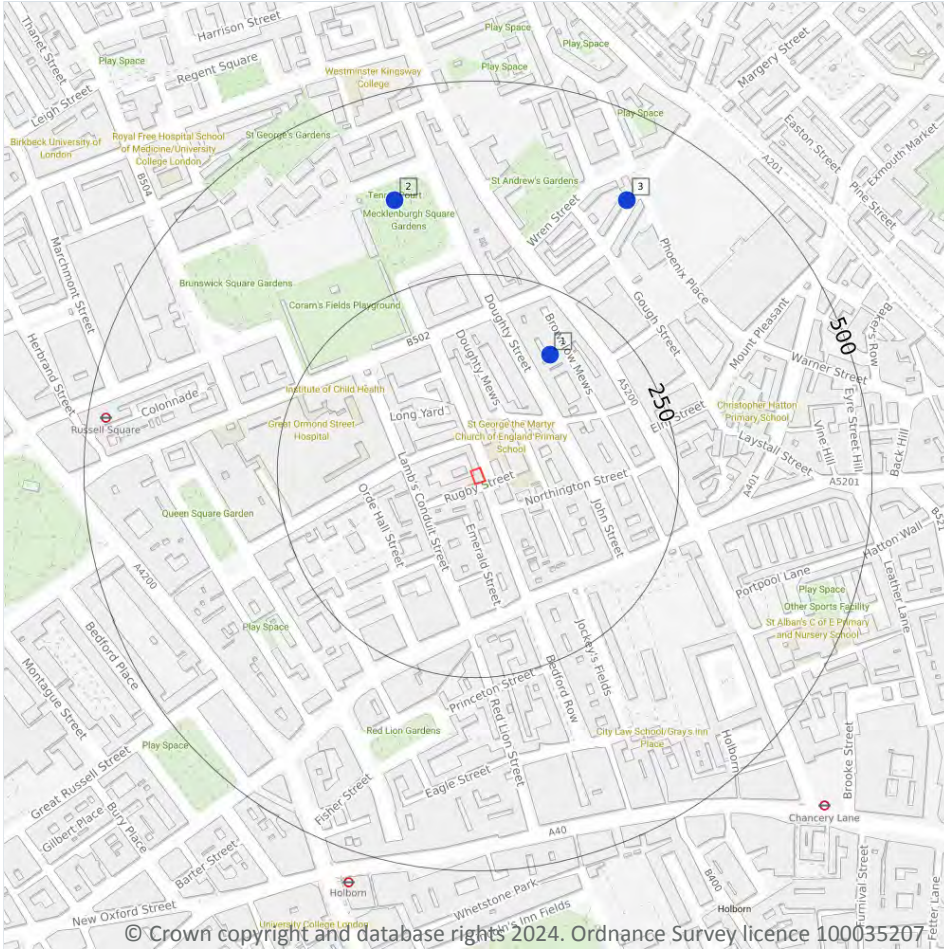 Thanet Street
Harrison Street
Play Space
Play Space
Margery Street
Play Space
Regent Square
Play Space
Westminster Kingsway
College
Leigh Street
Play Space
Easton Street
Exmouth Market
Birkbeck University of
London
Royal Free Hospital School
of Medicine/University
College London
St George's Gardens
A201
Pine Street
B504
St Andrew's Gardens
2
3
Mecklenburgh Square
Gardens
Wren Street
Marchmont Street
Phoenix Place
Brunswick Square Gardens
Coram's Fields Playground
Doughty Street
Gough Street
Mount Pleasant
Baker's Row
500
B502
Doughty Mews
1
Herbrand Street
Warner Street
Institute of Child Health
A5200
250
Colonnade
Long Yard
Christopher Hatton
Primary School
Eyre Street Hill
Russell Square
Great Ormond Street
Hospital
St George the Martyr
Church of England Primary
School
Laystall Street
Vine Hill
Back Hill
Lamb's Conduit Street
A401
A5201
Rugby Street
Northington Street
Orde Hall Street
Queen Square Garden
John Street
Emerald Street
Hatton Wall
A4200
Portpool Lane
Leather Lane
Play Space
Other Sports Facility
St Alban's C of E Primary
and Nursery School
Play Space
Bedford Place
Jockey's Fields
Montague Street
Princeton Street
Bedford Row
Red Lion Gardens
Red Lion Street
City Law School/Gray's Inn
Place
Holborn
Brooke Street
Play Space
Great Russell Street
Eagle Street
Fisher Street
Gilbert Place
Bury Place
Chancery Lane
A40
Barter Street
Holborn
B400
Whetstone Park
Holborn
New Oxford Street
University College London
Fetter Lane
© Crown copyright and database rights 2024. Ordnance Survey licence 100035207